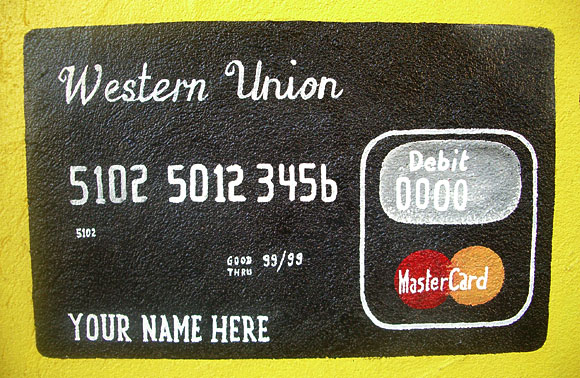 Western Union
Debit
0000
5102 5012 3456
5102
GOOD THRU 99/99
MasterCard
YOUR NAME HERE